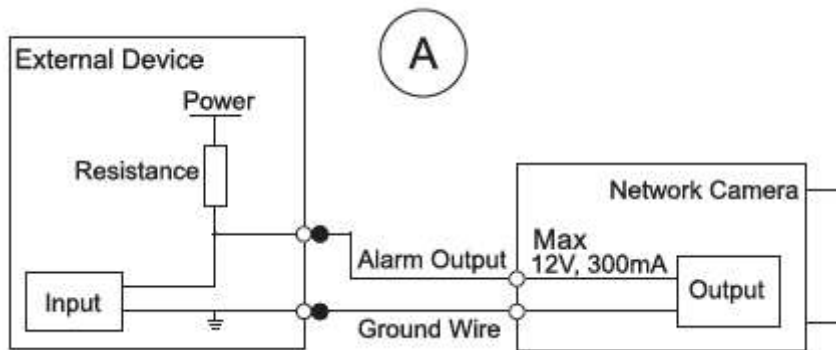 A
External Device
Power
Resistance
Network Camera
Max
12V, 300mA
Alarm Output
Input
Output
Ground Wire